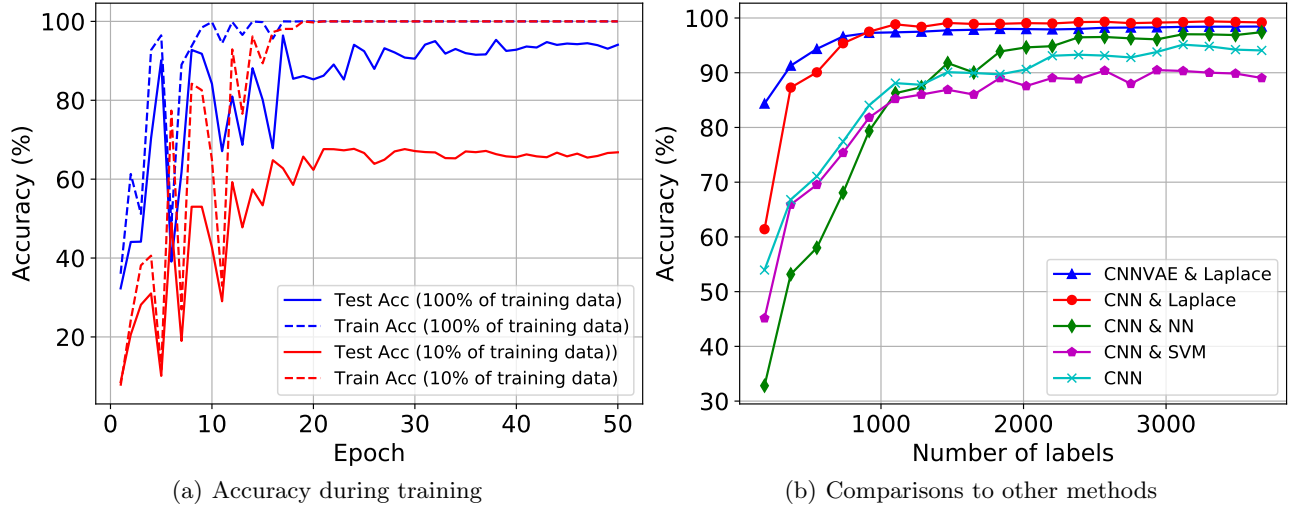 100
80
60
40
20
0
10
20
30
40
50
Accuracy (%)
Epoch
Test Acc (100% of training data)
Train Acc (100% of training data)
Test Acc (10% of training data))
Train Acc (10% of training data)
(a) Accuracy during training
100
90
80
70
60
50
40
30
1000
2000
3000
Accuracy (%)
Number of labels
CNNVAE & Laplace
CNN & Laplace
CNN & NN
CNN & SVM
CNN
(b) Comparisons to other methods